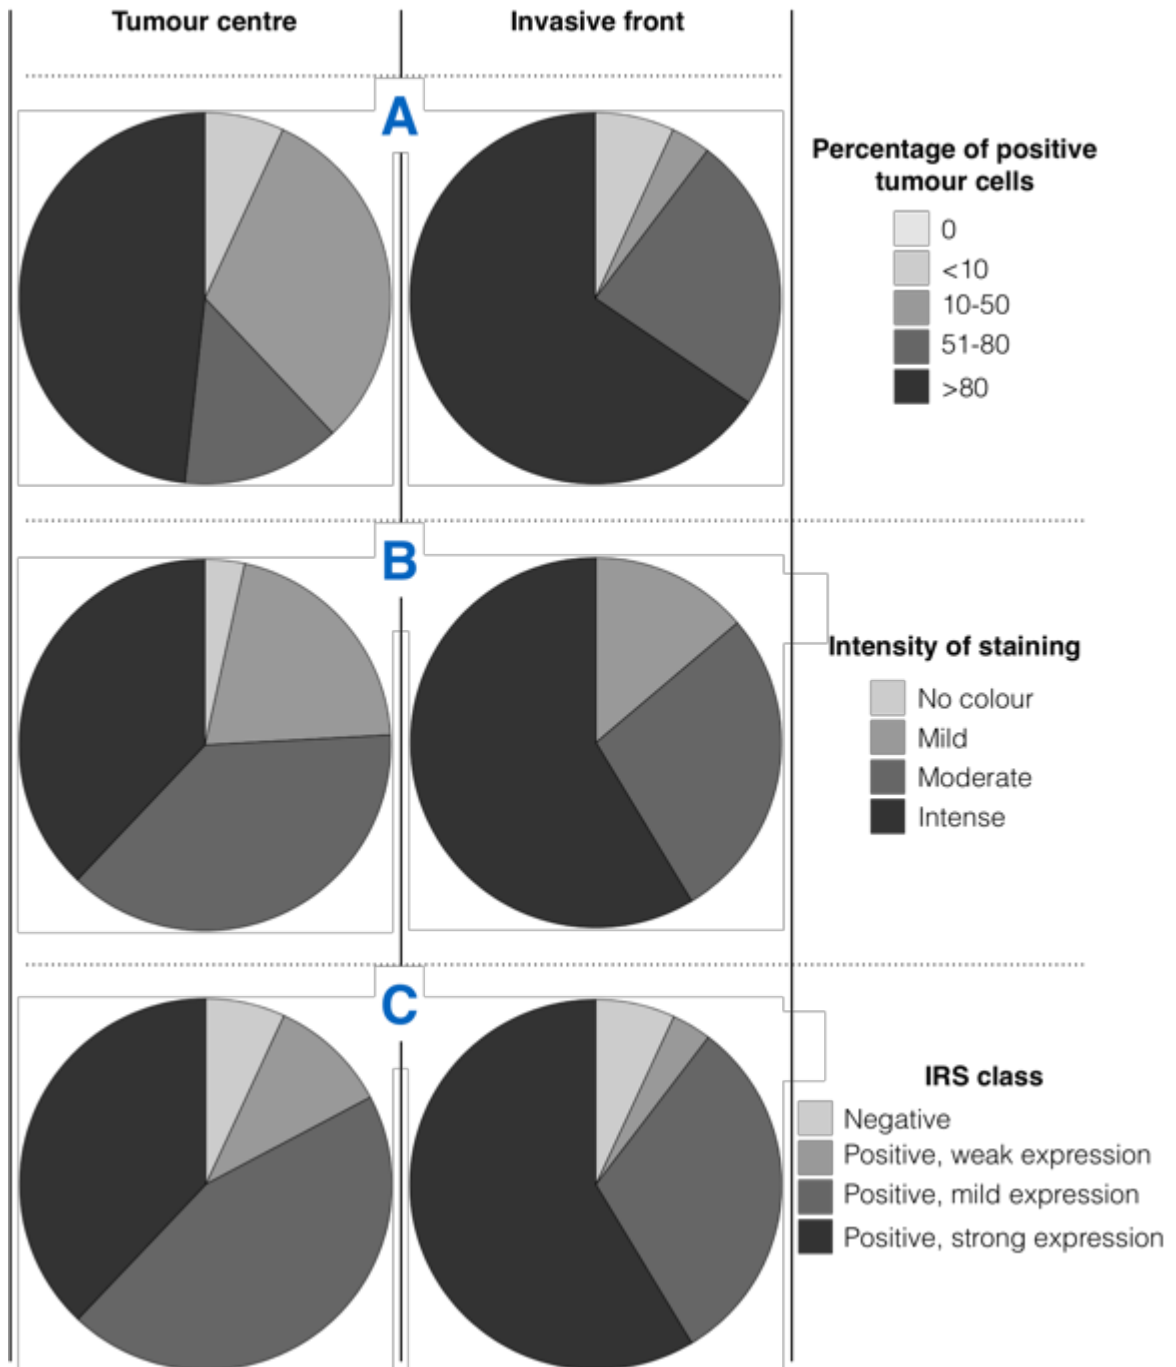 Tumour centre
Invasive front
A
Percentage of positive
tumour cells
0
<10
10-50
51-80
>80
B
Intensity of staining
No colour
Mild
Moderate
Intense
C
IRS class
Negative
Positive, weak expression
Positive, mild expression
Positive, strong expression